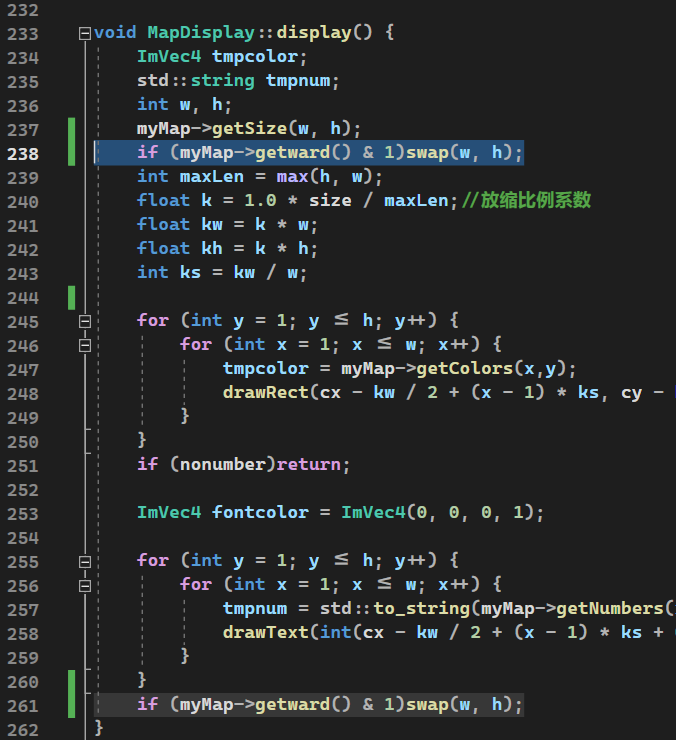 232
233 void MapDisplay::display() {
234 ImVec4 tmpcolor;
235 std::string tmpnum;
236 int w, h;
237 myMap->getSize(w, h);
238 if (myMap->getward() & 1)swap(w, h);
239 int maxLen = max(h, w);
240 float k = 1.0 * size / maxLen;//放缩比例系数
241 float kw = k * w;
242 float kh = k * h;
243 int ks = kw / w;
244
245 for (int y = 1; y ≤ h; y++) {
246 for (int x = 1; x ≤ w; x++) {
247 tmpcolor = myMap->getColors(x,y);
248 drawRect(cx - kw / 2 + (x - 1) * ks, cy -
249 }
250 }
251 if (nonumber)return;
252
253 ImVec4 fontcolor = ImVec4(0, 0, 0, 1);
254
255 for (int y = 1; y ≤ h; y++) {
256 for (int x = 1; x ≤ w; x++) {
257 tmpnum = std::to_string(myMap->getNumbers(
258 drawText(int(cx - kw / 2 + (x - 1) * ks +
259 }
260 }
261 if (myMap->getward() & 1)swap(w, h);
262 }